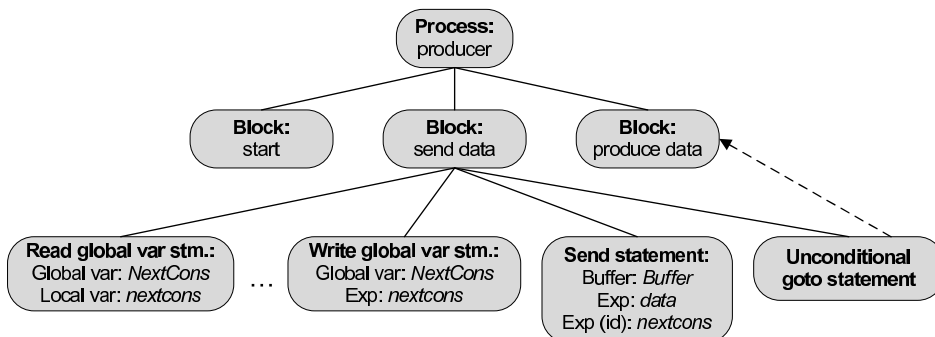 Process:
producer
Block:
start
Block:
send data
Block:
produce data
Read global var stm.:
Global var: NextCons
Local var: nextcons
...
Write global var stm.:
Global var: NextCons
Exp: nextcons
Send statement:
Buffer: Buffer
Exp: data
Exp (id): nextcons
Unconditional
goto statement